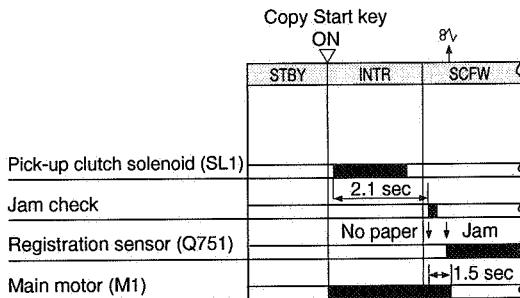 Copy Start key
ON
STBY
INTR
SCFW
Pick-up clutch solenoid (SL1)
2.1 sec
Jam check
No paper
Jam
Registration sensor (Q751)
1.5 sec
Main motor (M1)